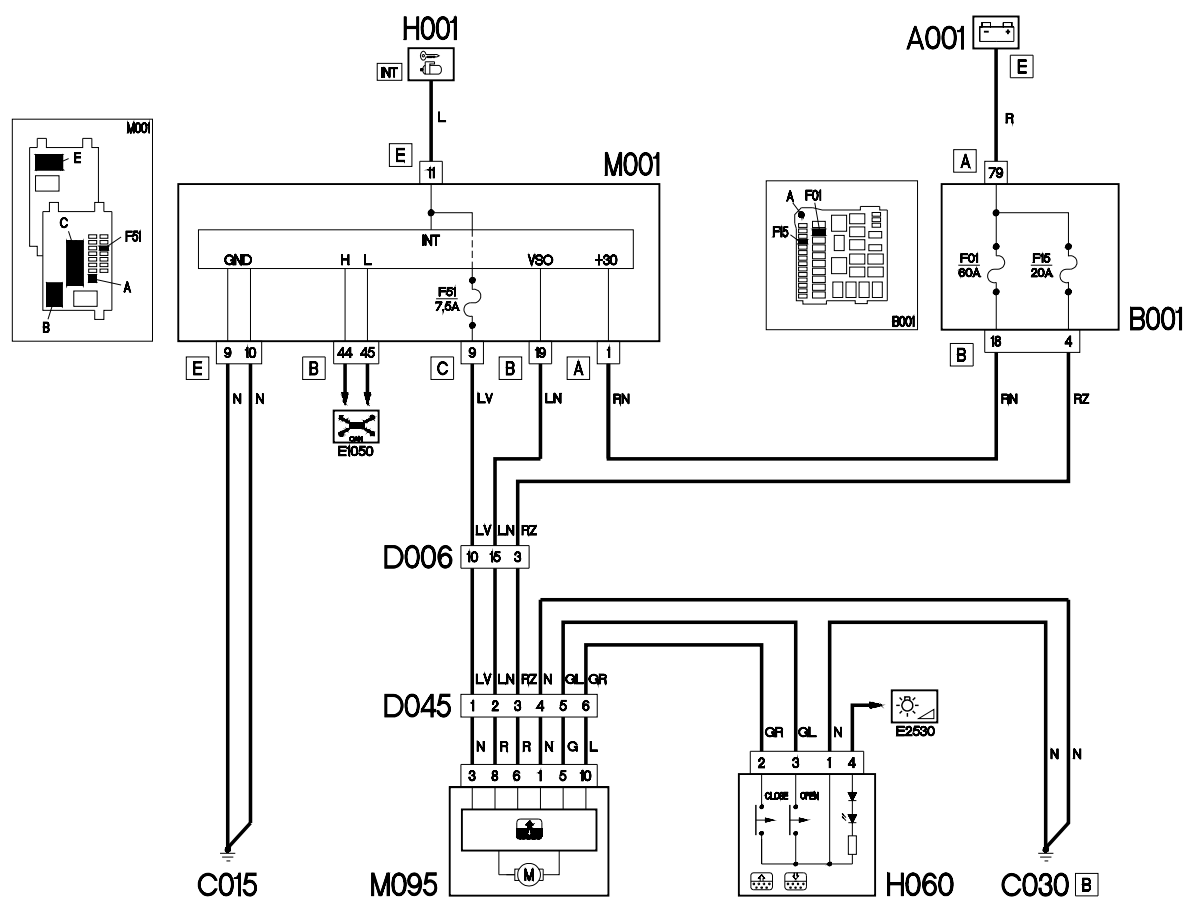 H001
A001
INT
E
L
R
M001
E
C
F51
A
B
E
11
M001
A
79
INT
GND
H
L
VSO
+30
F51
7,5A
A
F01
F15
B001
F01
60A
F15
20A
B001
E
9
10
B
44
45
C
9
B
19
A
1
B
18
4
N
N
LV
LN
RN
RN
RZ
CAN
E1050
LV
LN
RZ
D006
10
15
3
LV
LN
RZ
N
GL
GR
D045
1
2
3
4
5
6
E2530
N
R
R
N
G
L
GR
GL
N
N
N
3
8
6
1
5
10
2
3
1
4
CLOSE
OPEN
M
C015
M095
H060
C030
B